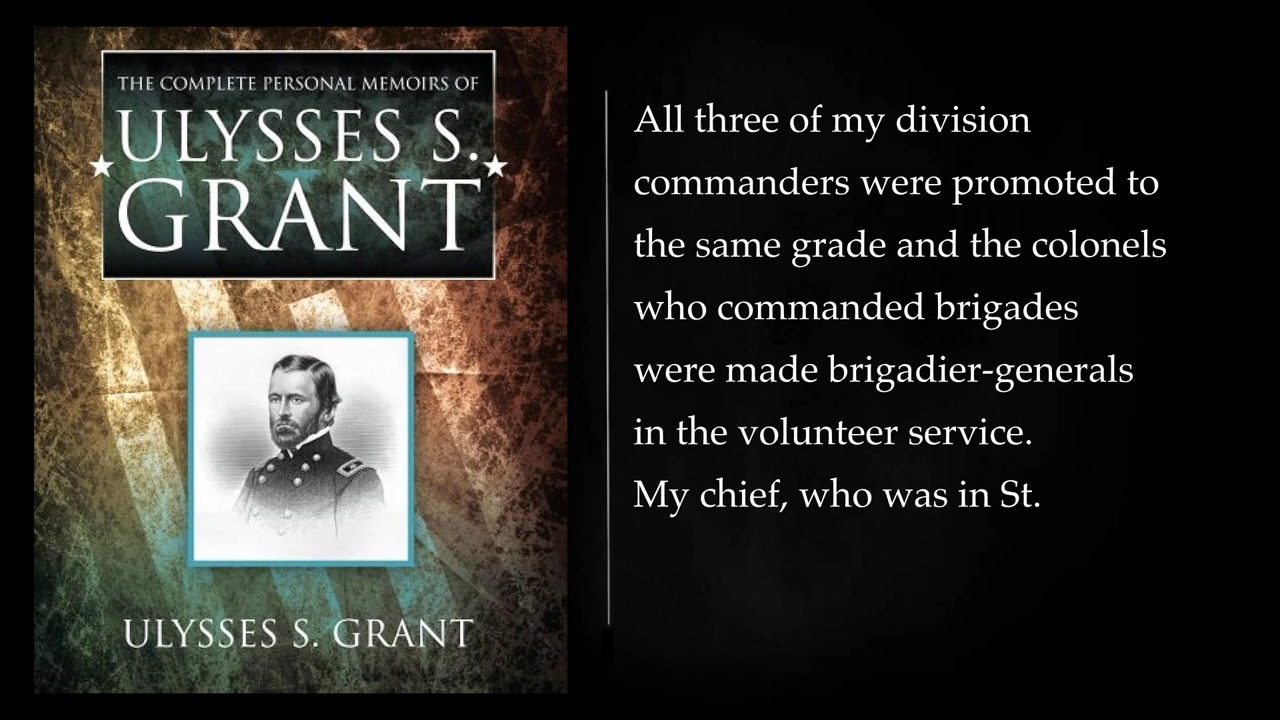 THE COMPLETE PERSONAL MEMOIRS OF
ULYSSES S.
GRANT
ULYSSES S. GRANT
All three of my division
commanders were promoted to
the same grade and the colonels
who commanded brigades
were made brigadier-generals
in the volunteer service.
My chief, who was in St.